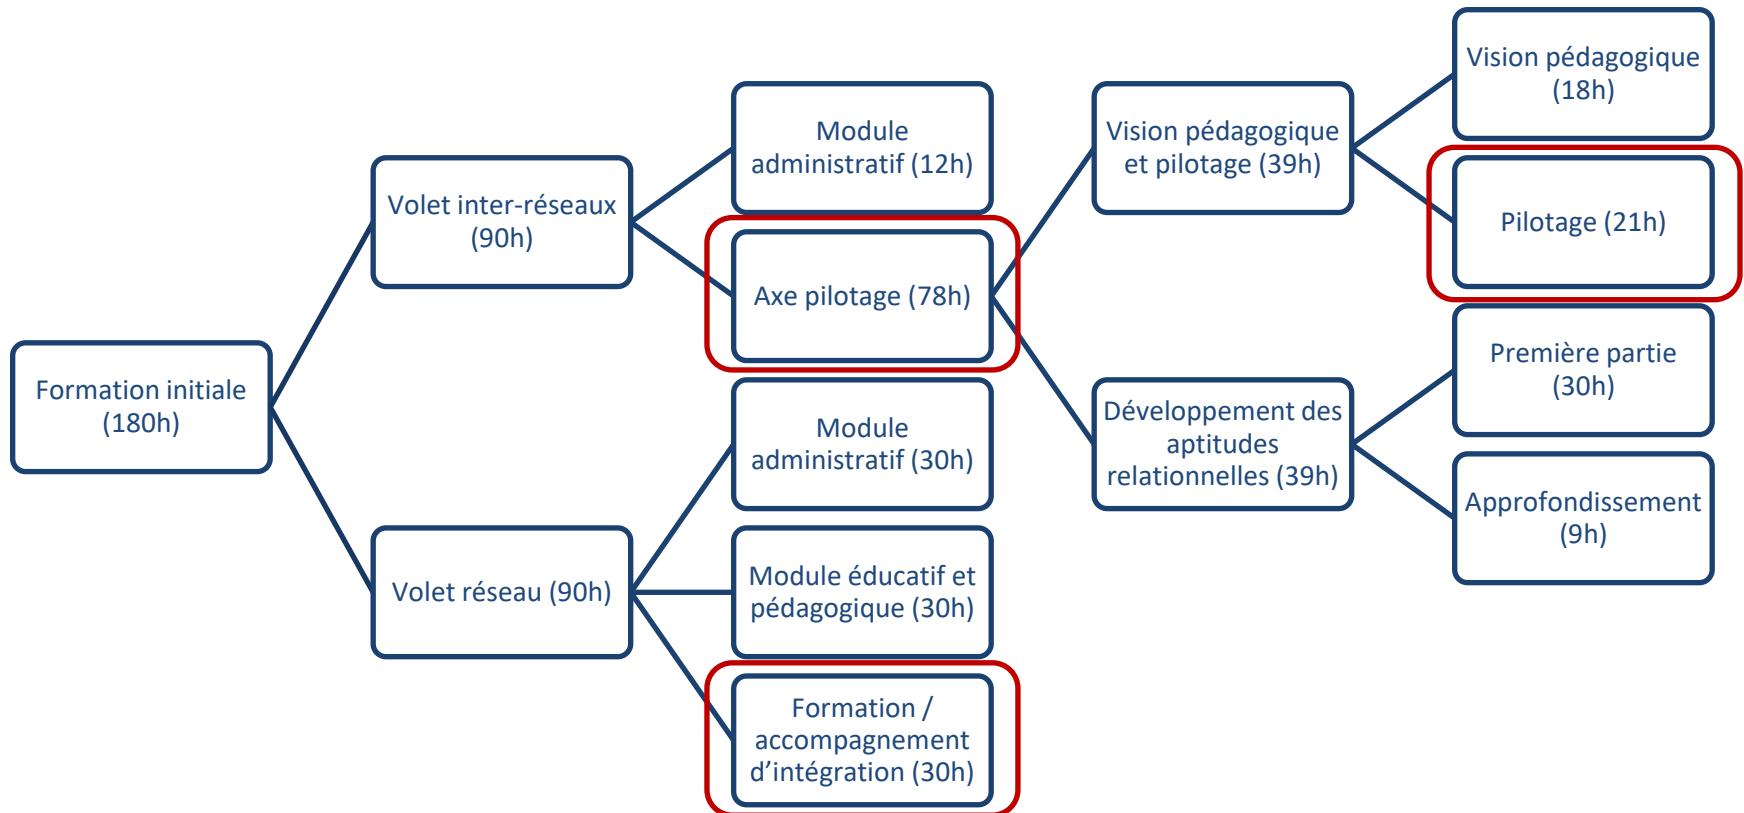 Formation initiale
(180h)
Volet inter-réseaux
(90h)
Volet réseau (90h)
Module
administratif (12h)
Axe pilotage (78h)
Module
administratif (30h)
Module éducatif et
pédagogique (30h)
Formation /
accompagnement
d’intégration (30h)
Vision pédagogique
et pilotage (39h)
Développement des
aptitudes
relationnelles (39h)
Vision pédagogique
(18h)
Pilotage (21h)
Première partie
(30h)
Approfondissement
(9h)